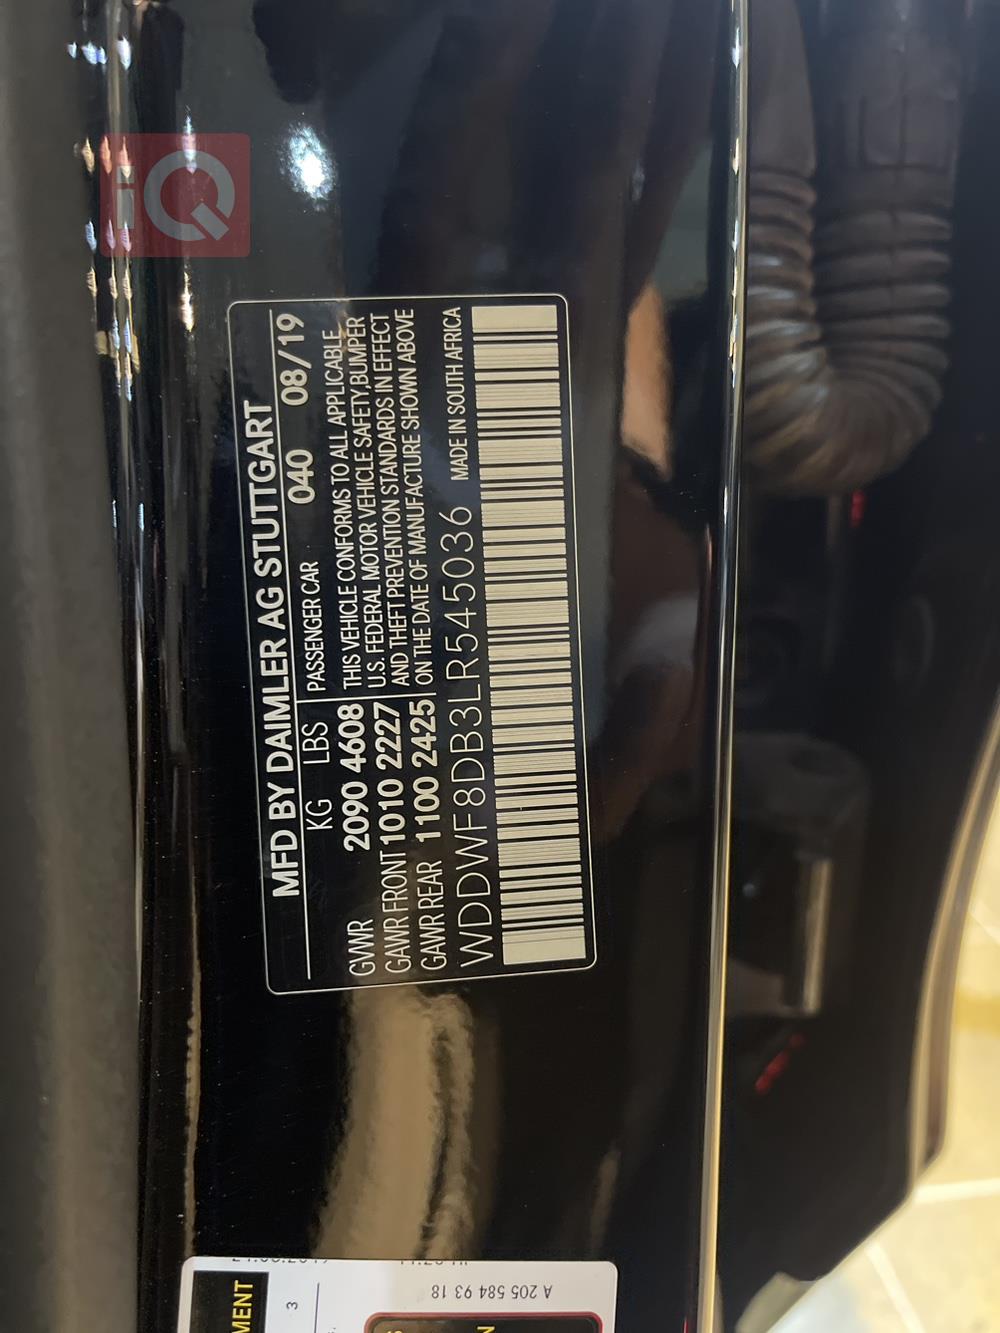 iQ
MFD BY DAIMLER AG STUTTGART
KG LBS PASSENGER CAR 040 08/19
GVWR 2090 4608 THIS VEHICLE CONFORMS TO ALL APPLICABLE
GAWR FRONT 1010 2227 U.S. FEDERAL MOTOR VEHICLE SAFETY,BUMPER
AND THEFT PREVENTION STANDARDS IN EFFECT
GAWR REAR 1100 2425 ON THE DATE OF MANUFACTURE SHOWN ABOVE
WDDWF8DB3LR545036 MADE IN SOUTH AFRICA
A 205 584 93 18
MENT
3